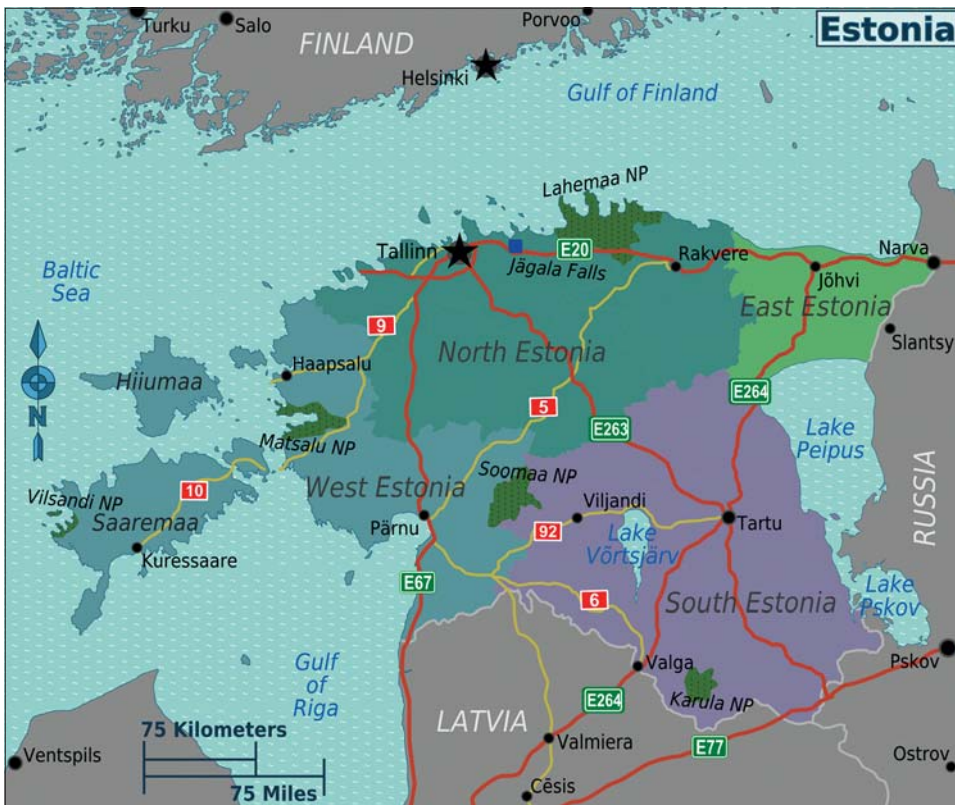 Turku
Salo
Porvoo
Estonia
FINLAND
Helsinki
Gulf of Finland
Lahemaa NP
Tallinn
E20
Jägala Falls
Rakvere
Narva
Jõhvi
Baltic
Sea
East Estonia
9
Slantsy
North Estonia
Haapsalu
Hiiumaa
N
5
E264
E263
Matsalu NP
Lake
Peipus
Soomaa NP
Vilsandi NP
10
West Estonia
Viljandi
Saaremaa
Pärnu
92
Tartu
RUSSIA
Kuressaare
Lake
Võrtsjärv
E67
6
South Estonia
Lake
Pskov
Gulf
of
Riga
Valga
Pskov
Karula NP
E264
LATVIA
75 Kilometers
Valmiera
E77
Ventspils
Ostrov
75 Miles
Cēsis